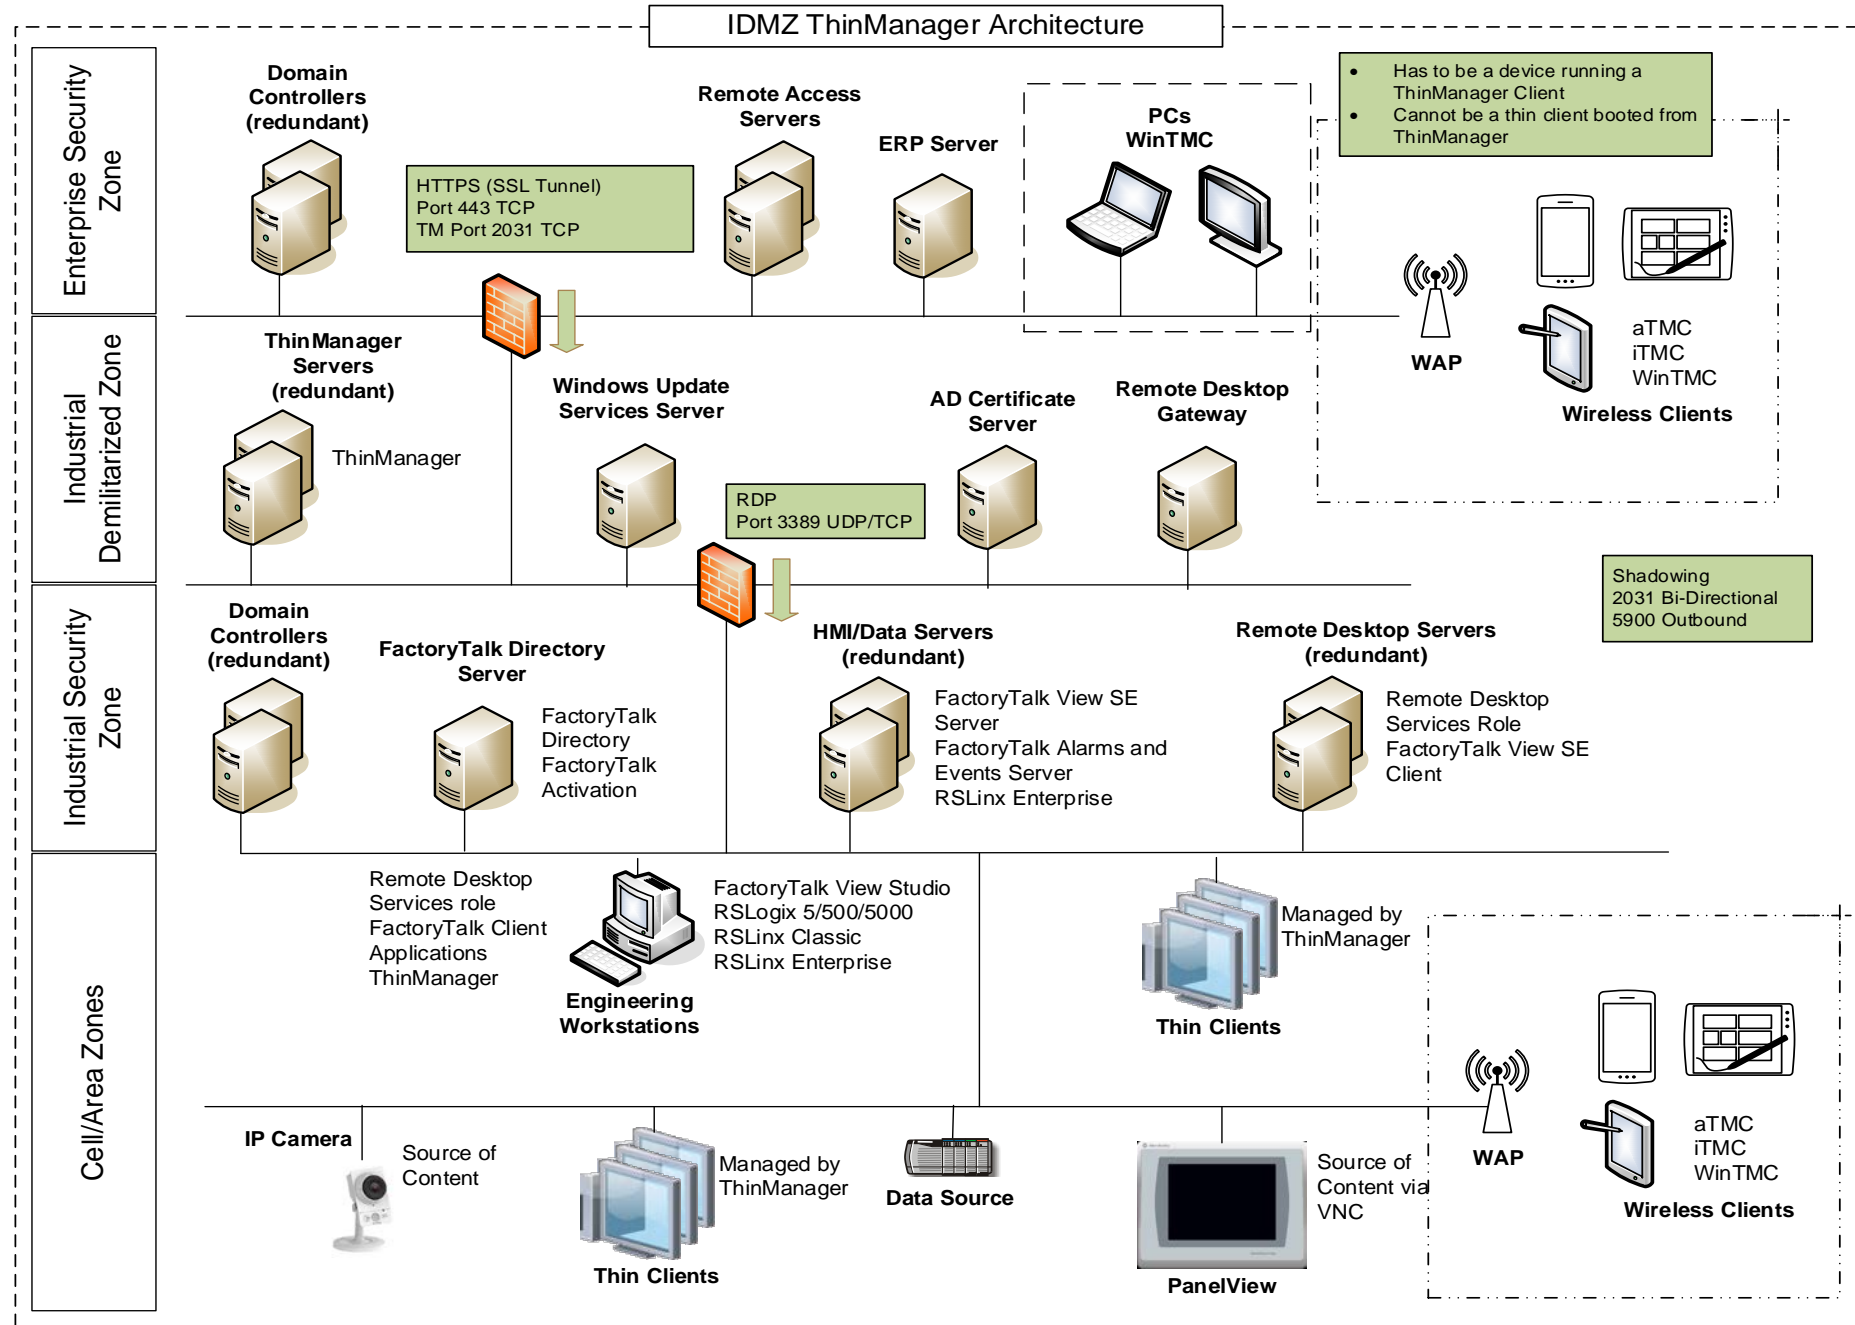 IDMZ ThinManager Architecture
Enterprise Security
Zone
Domain
Controllers
(redundant)
HTTPS (SSL Tunnel)
Port 443 TCP
TM Port 2031 TCP
Remote Access
Servers
ERP Server
PCs
WinTMC
• Has to be a device running a
ThinManager Client
• Cannot be a thin client booted from
ThinManager
WAP
aTMC
iTMC
WinTMC
Wireless Clients
Industrial
Demilitarized Zone
ThinManager
Servers
(redundant)
ThinManager
Windows Update
Services Server
RDP
Port 3389 UDP/TCP
AD Certificate
Server
Remote Desktop
Gateway
Shadowing
2031 Bi-Directional
5900 Outbound
Industrial Security
Zone
Domain
Controllers
(redundant)
FactoryTalk Directory
Server
FactoryTalk
Directory
FactoryTalk
Activation
HMI/Data Servers
(redundant)
FactoryTalk View SE
Server
FactoryTalk Alarms and
Events Server
RSLinx Enterprise
Remote Desktop Servers
(redundant)
Remote Desktop
Services Role
FactoryTalk View SE
Client
Cell/Area Zones
Remote Desktop
Services role
FactoryTalk Client
Applications
ThinManager
FactoryTalk View Studio
RSLogix 5/500/5000
RSLinx Classic
RSLinx Enterprise
Engineering
Workstations
Managed by
ThinManager
Thin Clients
IP Camera
Source of
Content
Managed by
ThinManager
Thin Clients
Data Source
Source of
Content via
VNC
PanelView
WAP
aTMC
iTMC
WinTMC
Wireless Clients